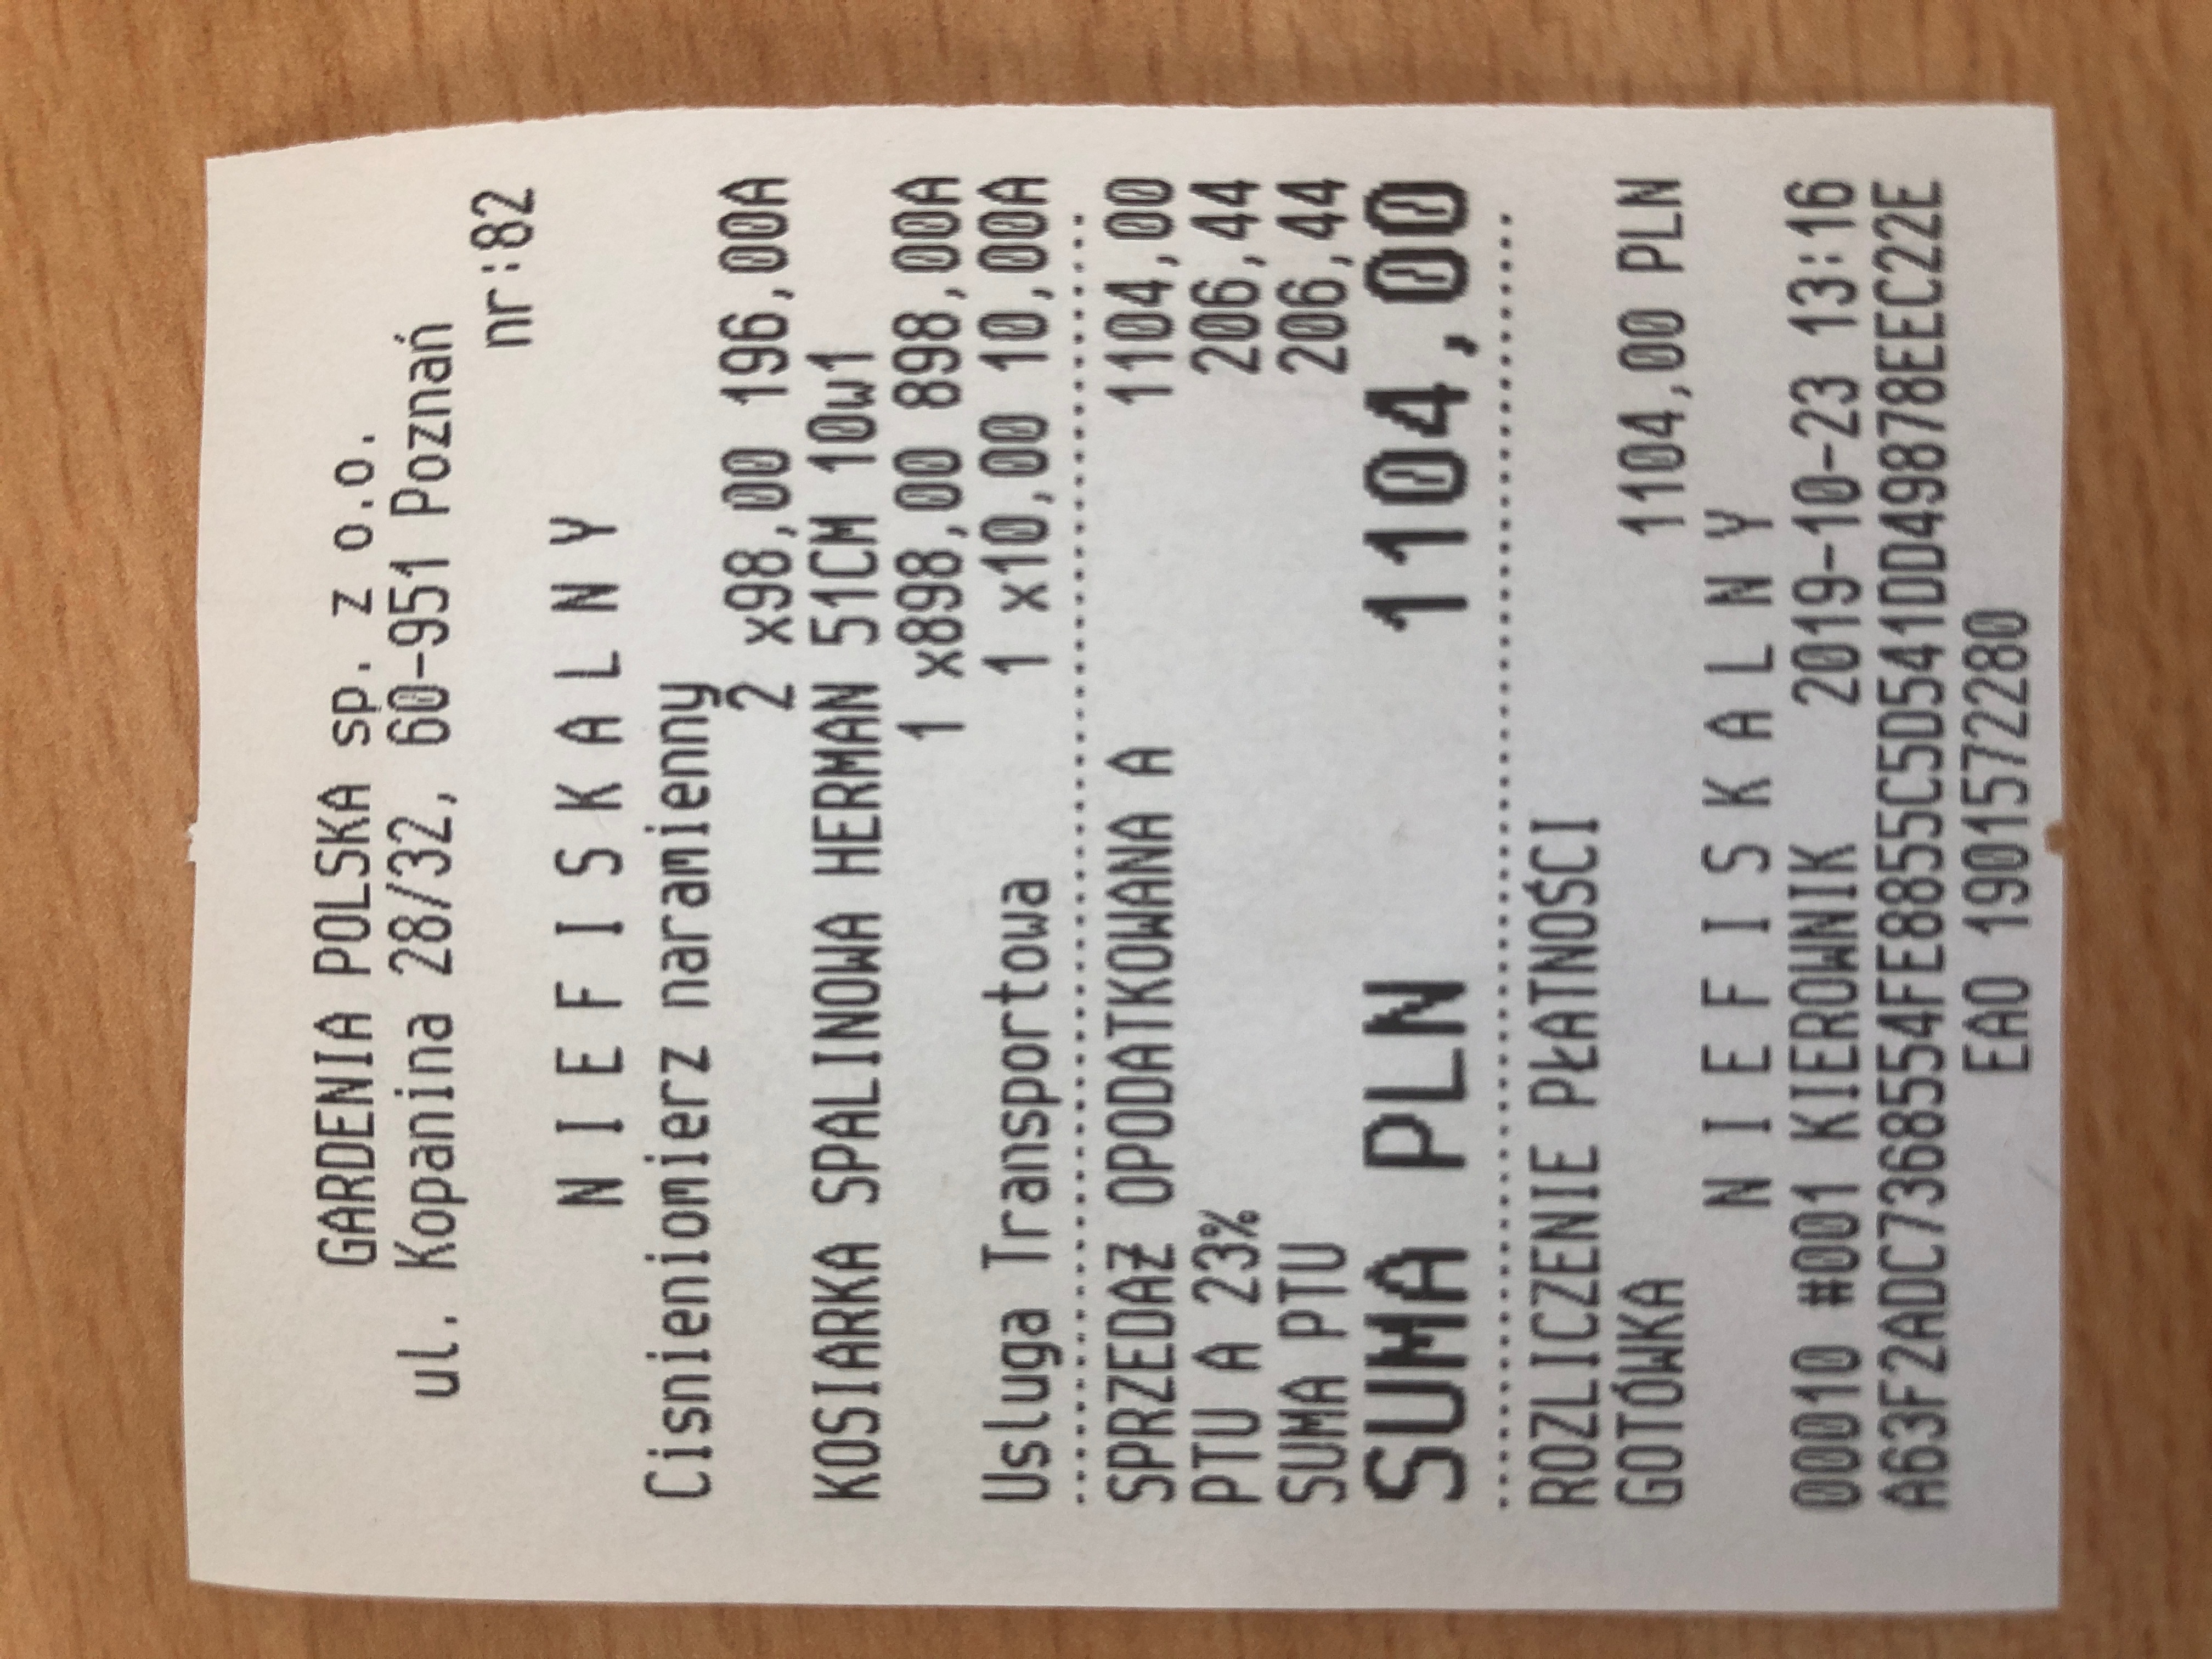 GARDENIA POLSKA sp. z o.o.
ul. Kopanina 28/32, 60-951 Poznań
nr:82
N I E F I S K A L N Y
Cisnieniomierz naramienny
2 x98,00 196,00A
KOSIARKA SPALINOWA HERMAN 51CM 10w1
1 x898,00 898,00A
Usluga Transportowa 1 x10,00 10,00A
SPRZEDAŻ OPODATKOWANA A 1104,00
PTU A 23% 206,44
SUMA PTU 206,44
SUMA PLN 1104,00
ROZLICZENIE PŁATNOŚCI
GOTÓWKA 1104,00 PLN
N I E F I S K A L N Y
00010 #001 KIEROWNIK 2019-10-23 13:16
A63F2ADC7368554FE8855C5D541DD49878EEC22E
EAO 1901572280